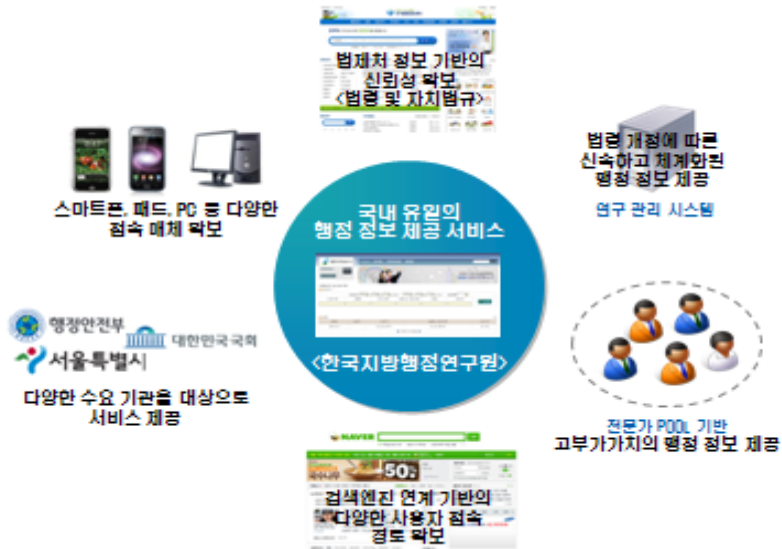 법제처 정보 기반의
신뢰성 확보
<법령 및 자치법규>
스마트폰, 패드, PC 등 다양한
접속 매체 확보
법령 개정에 따른
신속하고 체계화된
행정 정보 제공
연구 관리 시스템
국내 유일의
행정 정보 제공 서비스
<한국지방행정연구원>
행정안전부
대한민국국회
서울특별시
다양한 수요 기관을 대상으로
서비스 제공
전문가 POOL 기반
고부가가치의 행정 정보 제공
NAVER
국수나무
50%
검색엔진 연계 기반의
다양한 사용자 접속
경로 확보